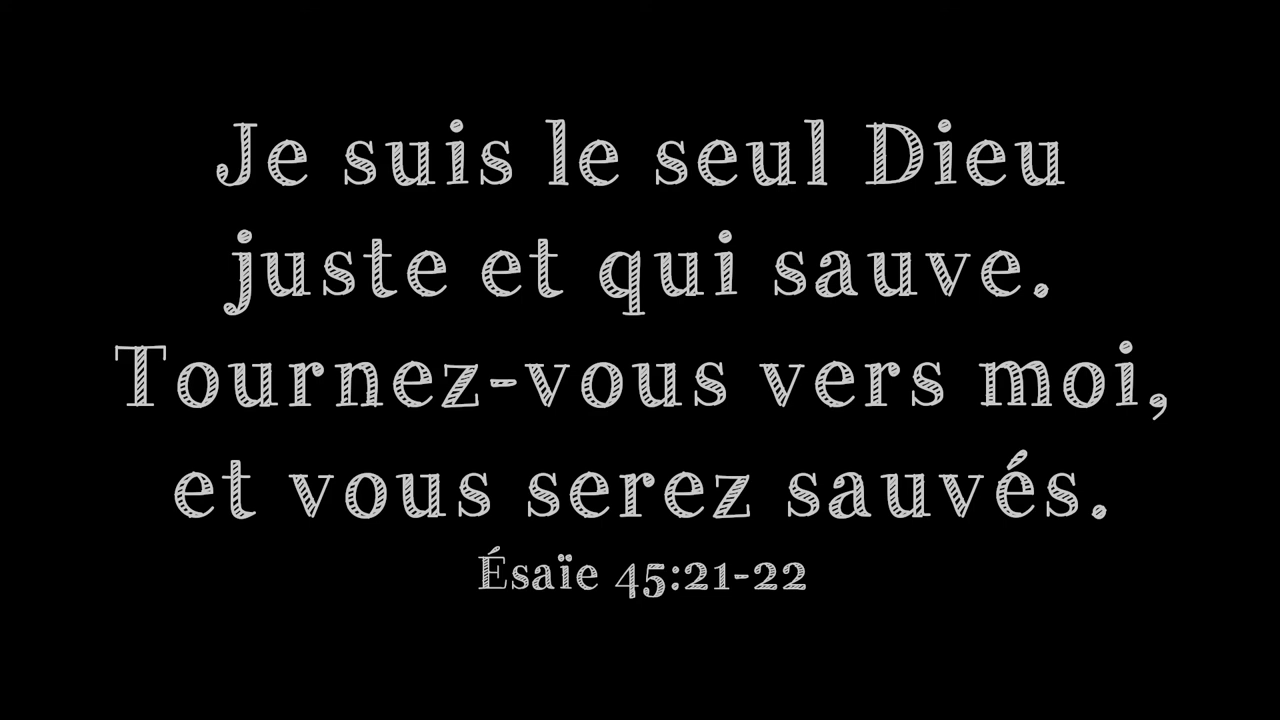 Je suis le seul Dieu
juste et qui sauve.
Tournez-vous vers moi,
et vous serez sauvés.
Ésaïe 45:21-22